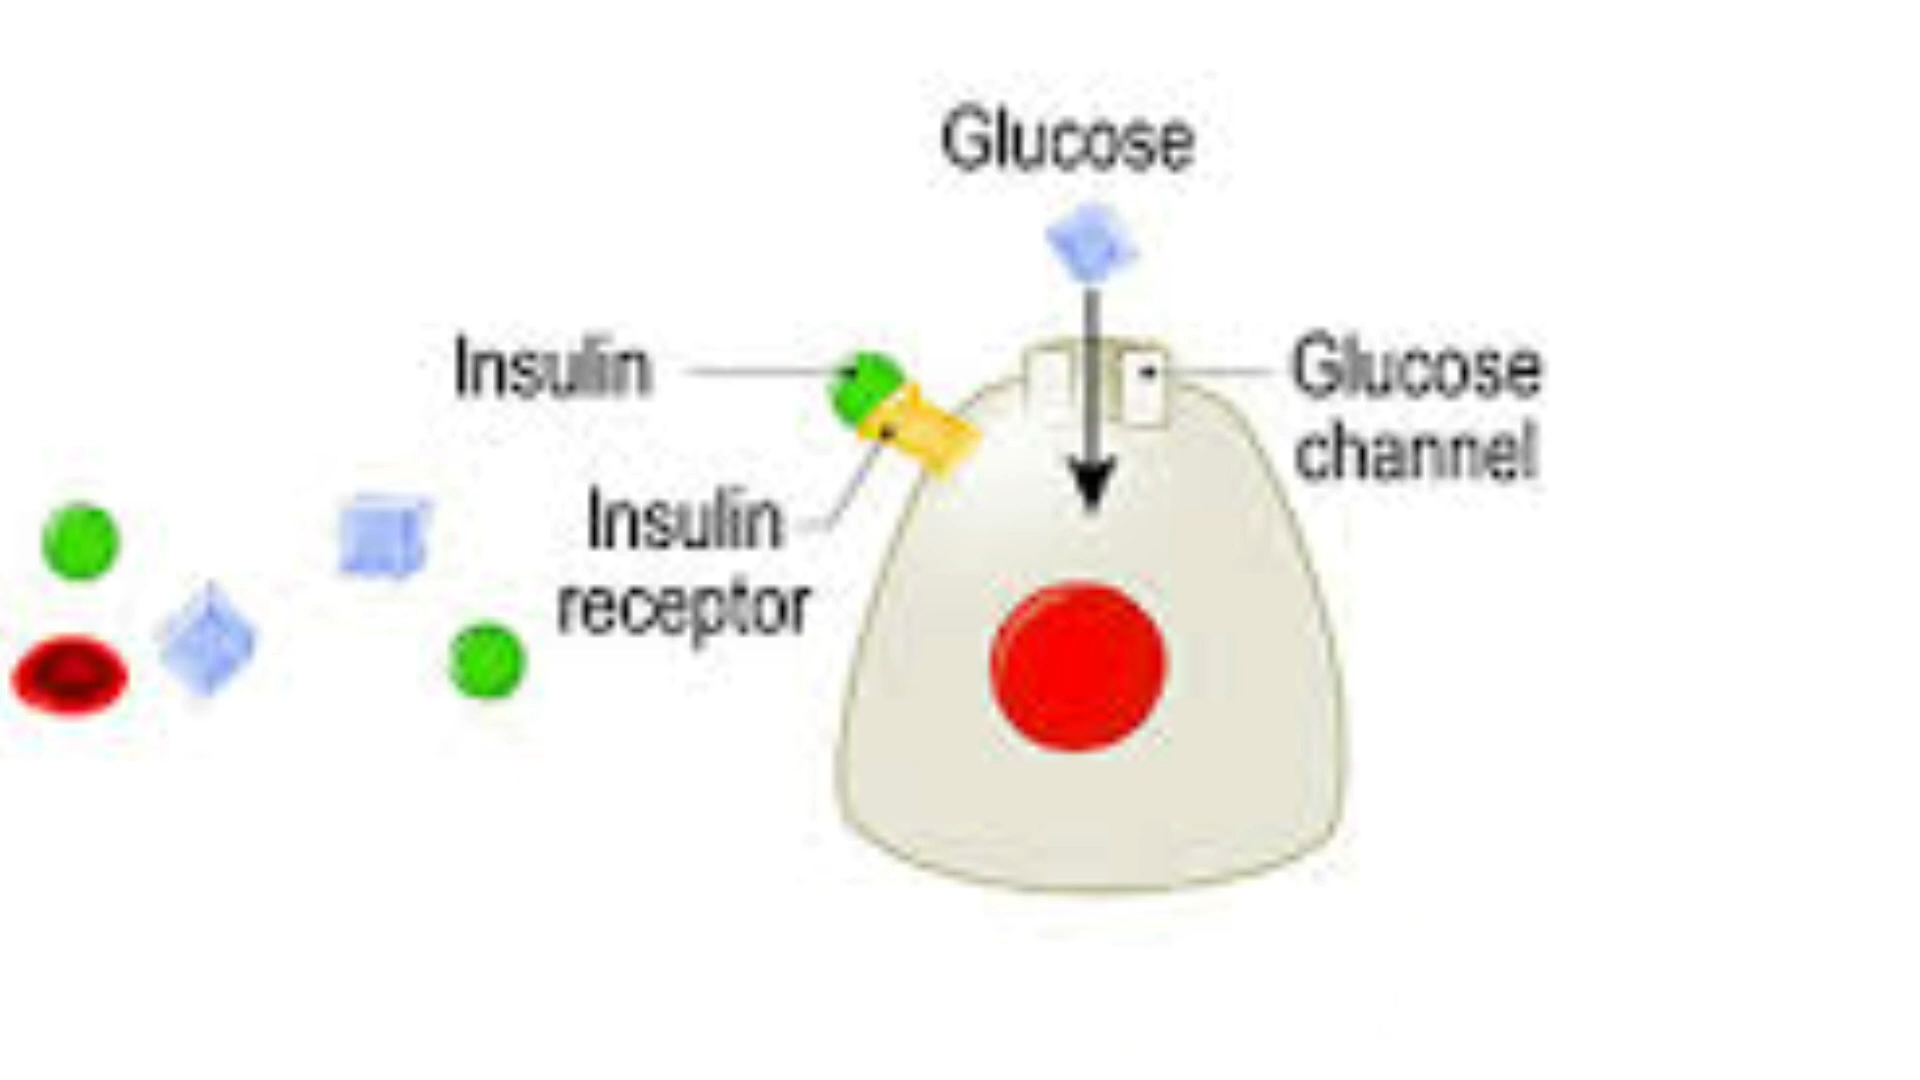 Glucose
Insulin
Glucose
channel
Insulin
receptor